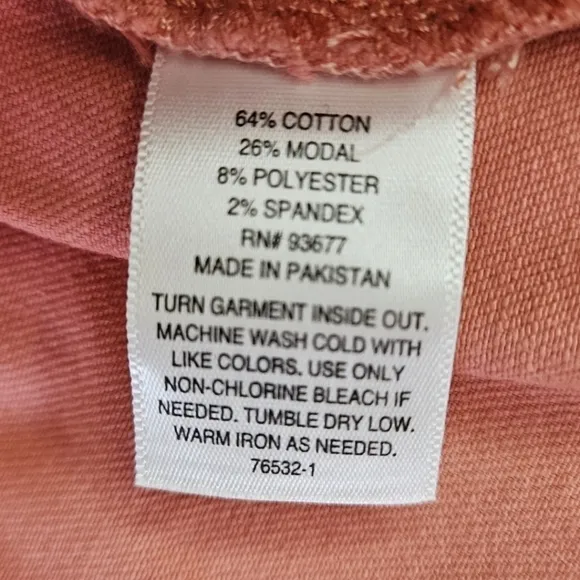 64% COTTON
26% MODAL
8% POLYESTER
2% SPANDEX
RN# 93677
MADE IN PAKISTAN
TURN GARMENT INSIDE OUT.
MACHINE WASH COLD WITH
LIKE COLORS. USE ONLY
NON-CHLORINE BLEACH IF
NEEDED. TUMBLE DRY LOW.
WARM IRON AS NEEDED.
76532-1